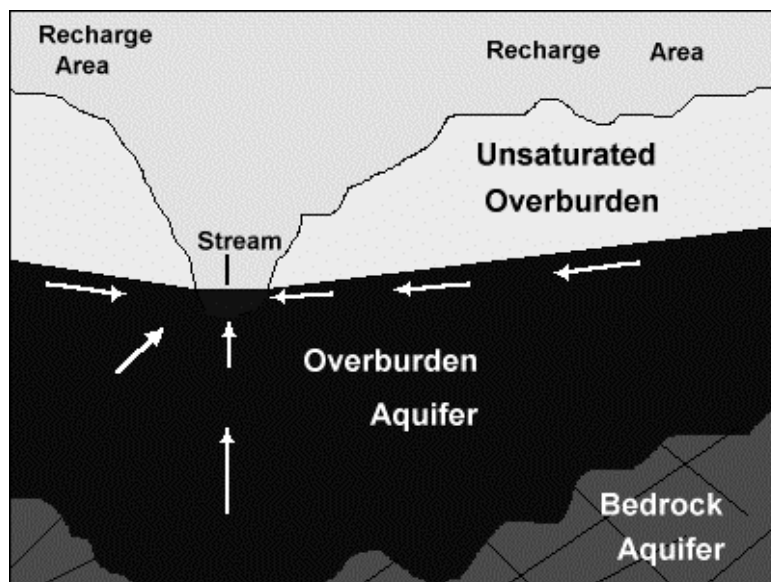 Recharge
Area
Recharge Area
Unsaturated
Overburden
Stream
Overburden
Aquifer
Bedrock
Aquifer